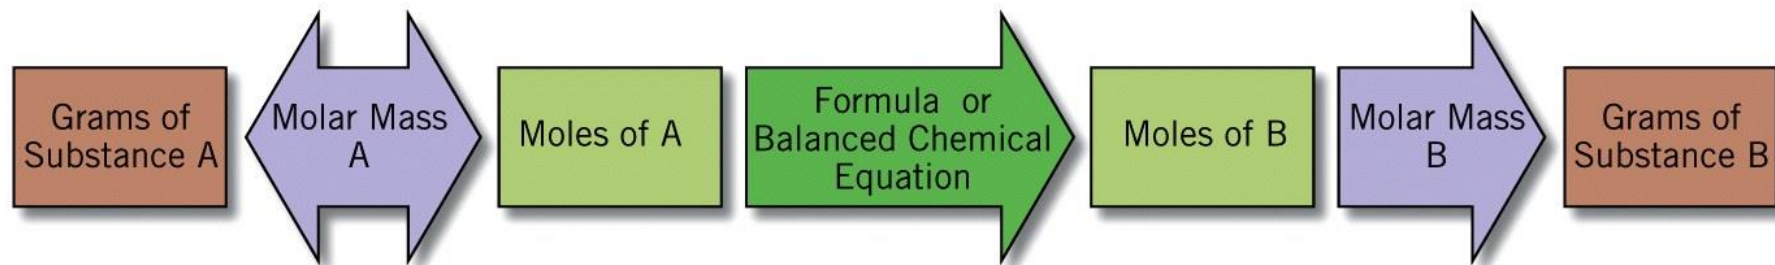 Grams of
Substance A
Molar Mass
A
Moles of A
Formula or
Balanced Chemical
Equation
Moles of B
Molar Mass
B
Grams of
Substance B